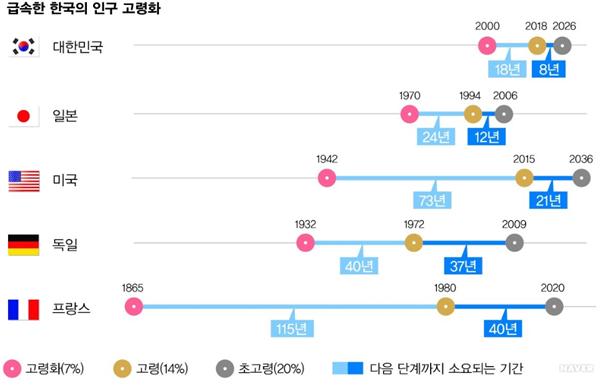 급속한 한국의 인구 고령화
대한민국
2000 2018 2026
18년 8년
일본
1970 1994 2006
24년 12년
미국
1942 2015 2036
73년 21년
독일
1932 1972 2009
40년 37년
프랑스
1865 1980 2020
115년 40년
고령화(7%) 고령(14%) 초고령(20%) 다음 단계까지 소요되는 기간
NAVER